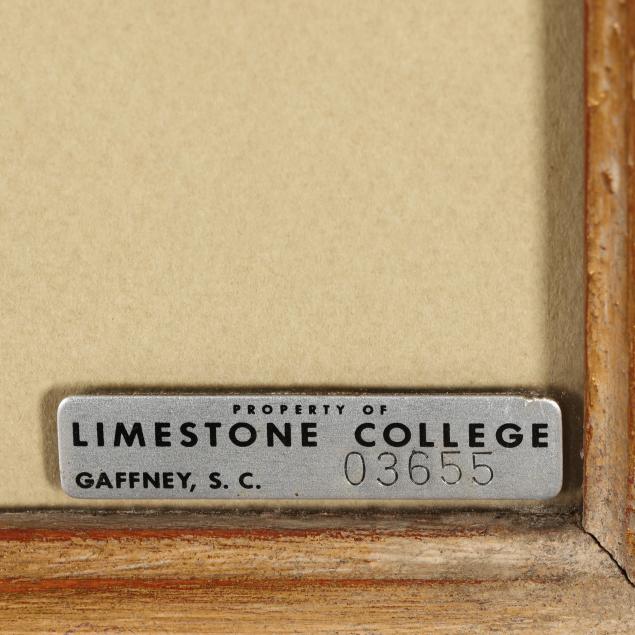 PROPERTY OF
LIMESTONE COLLEGE
GAFFNEY, S. C. 03655